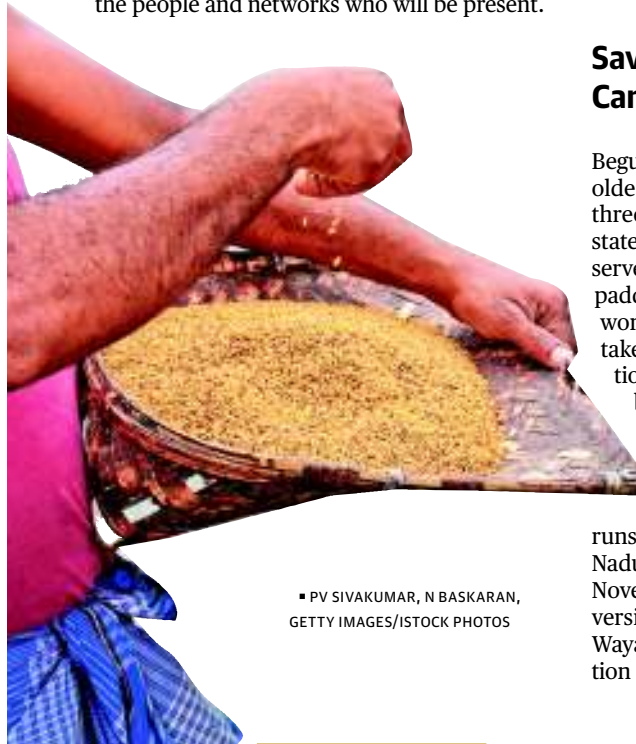 the people and networks who will be present.
Sav
Can
Begu
olde
three
state
serve
padd
wom
take
tio
b
runs
Nadu
Nove
versi
Waya
tion
▪ PV SIVAKUMAR, N BASKARAN,
GETTY IMAGES/ISTOCK PHOTOS